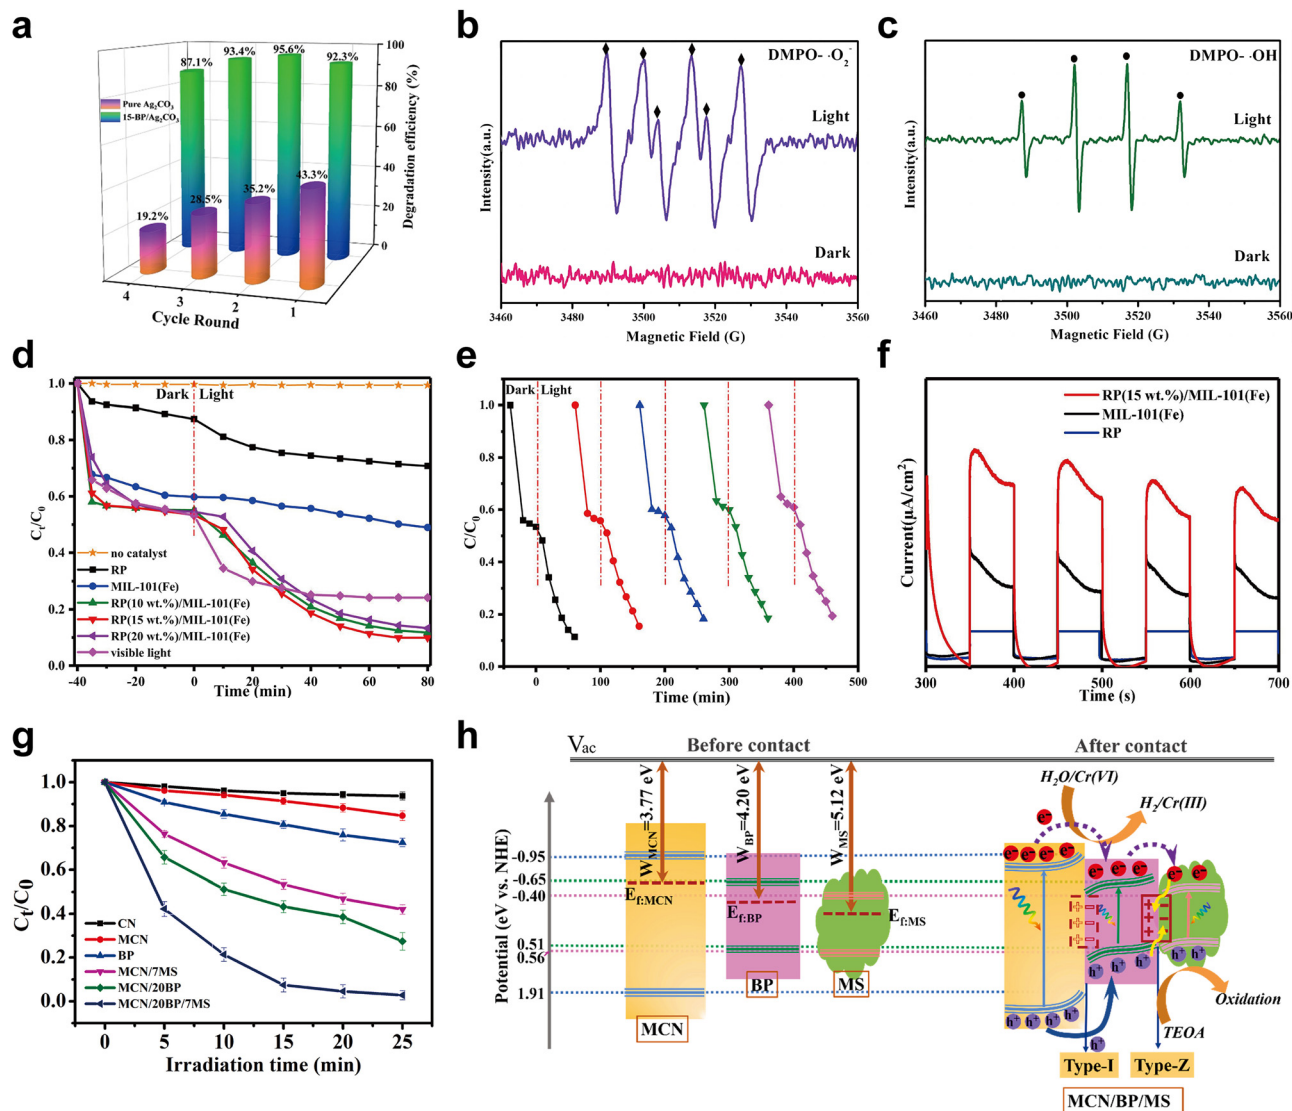 a
100
80
60
40
20
0
Degradation efficiency (%)
87.1%
93.4%
95.6%
92.3%
Pure Ag₂CO₃
15-BP/Ag₂CO₃
19.2%
28.5%
35.2%
43.3%
4
3
2
1
Cycle Round
b
DMPO- ·O₂⁻
Light
Dark
Intensity(a.u.)
3460 3480 3500 3520 3540 3560
Magnetic Field (G)
c
DMPO- ·OH
Light
Dark
Intensity(a.u.)
3460 3480 3500 3520 3540 3560
Magnetic Field (G)
d
1.0
0.8
0.6
0.4
0.2
0.0
Cₜ/C₀
Dark Light
no catalyst
RP
MIL-101(Fe)
RP(10 wt.%)/MIL-101(Fe)
RP(15 wt.%)/MIL-101(Fe)
RP(20 wt.%)/MIL-101(Fe)
visible light
-40 -20 0 20 40 60 80
Time (min)
e
Dark Light
1.0
0.8
0.6
0.4
0.2
0.0
C/C₀
0 100 200 300 400 500
Time (min)
f
RP(15 wt.%)/MIL-101(Fe)
MIL-101(Fe)
RP
Current(μA/cm²)
300 400 500 600 700
Time (s)
g
1.0
0.8
0.6
0.4
0.2
0.0
Ct/C0
CN
MCN
BP
MCN/7MS
MCN/20BP
MCN/20BP/7MS
0 5 10 15 20 25
Irradiation time (min)
h
Vac
Before contact
After contact
Potential (eV vs. NHE)
-0.95
-0.65
-0.40
0.51
0.56
1.91
W_MCN=3.77 eV
W_BP=4.20 eV
W_MS=5.12 eV
E_f:MCN
E_f:BP
E_f:MS
MCN
BP
MS
H₂O/Cr(VI)
H₂/Cr(III)
e⁻
e⁻ e⁻ e⁻ e⁻
e⁻ e⁻
e⁻ e⁻
+ −
+ −
+ −
+ −
+ −
h⁺ h⁺ h⁺
h⁺ h⁺
h⁺ h⁺ h⁺ h⁺
h⁺
Oxidation
TEOA
Type-I
Type-Z
MCN/BP/MS